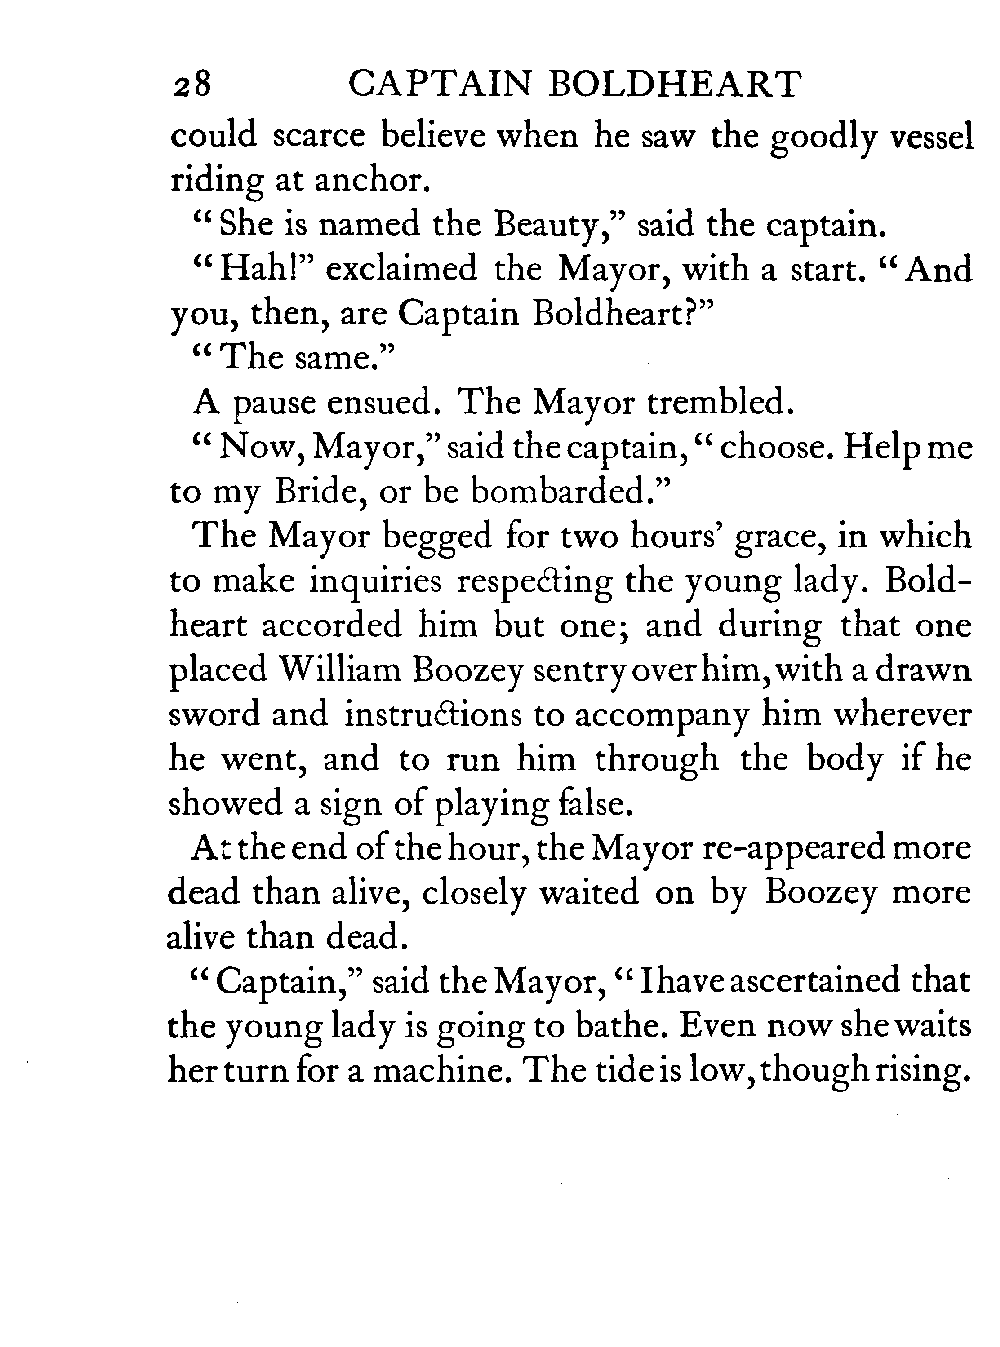 28 CAPTAIN BOLDHEART
could scarce believe when he saw the goodly vessel
riding at anchor.
“She is named the Beauty,” said the captain.
“Hah!” exclaimed the Mayor, with a start. “And
you, then, are Captain Boldheart?”
“The same.”
A pause ensued. The Mayor trembled.
“Now, Mayor,” said the captain, “choose. Help me
to my Bride, or be bombarded.”
The Mayor begged for two hours’ grace, in which
to make inquiries respecting the young lady. Bold-
heart accorded him but one; and during that one
placed William Boozey sentry over him, with a drawn
sword and instructions to accompany him wherever
he went, and to run him through the body if he
showed a sign of playing false.
At the end of the hour, the Mayor re-appeared more
dead than alive, closely waited on by Boozey more
alive than dead.
“Captain,” said the Mayor, “I have ascertained that
the young lady is going to bathe. Even now she waits
her turn for a machine. The tide is low, though rising.